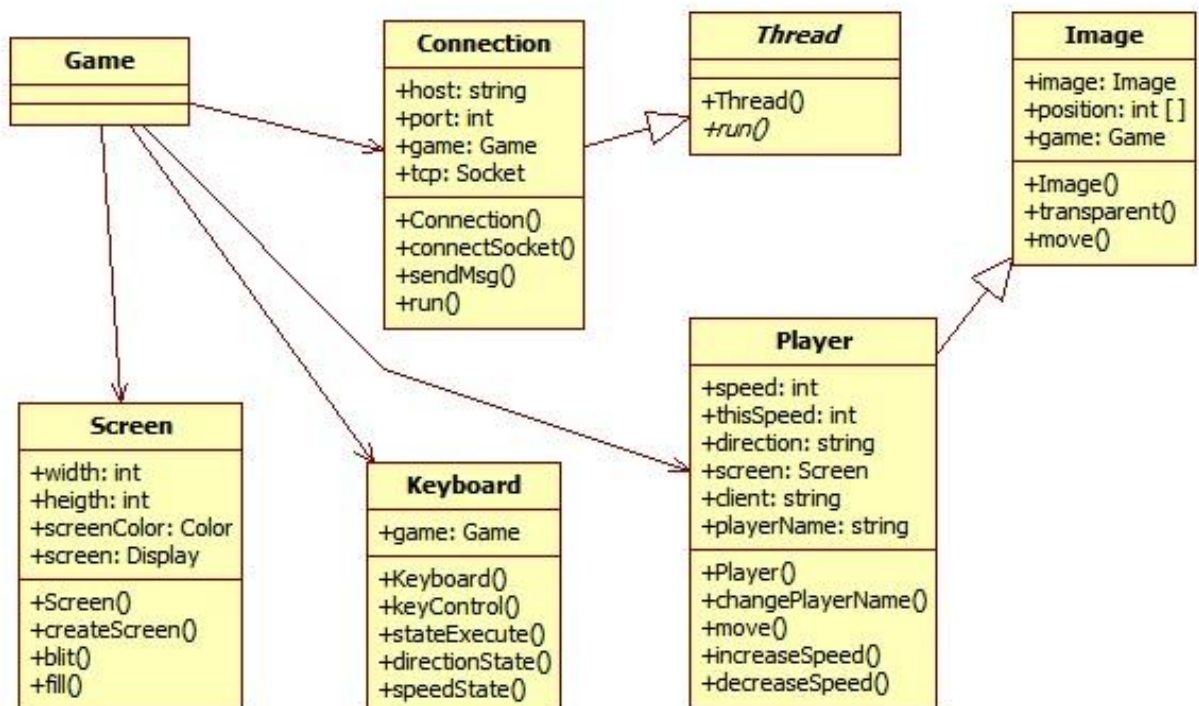 Game
Connection
+host: string
+port: int
+game: Game
+tcp: Socket
+Connection()
+connectSocket()
+sendMsg()
+run()
Thread
+Thread()
+run()
Image
+image: Image
+position: int [ ]
+game: Game
+Image()
+transparent()
+move()
Screen
+width: int
+heigth: int
+screenColor: Color
+screen: Display
+Screen()
+createScreen()
+blit()
+fill()
Keyboard
+game: Game
+Keyboard()
+keyControl()
+stateExecute()
+directionState()
+speedState()
Player
+speed: int
+thisSpeed: int
+direction: string
+screen: Screen
+client: string
+playerName: string
+Player()
+changePlayerName()
+move()
+increaseSpeed()
+decreaseSpeed()